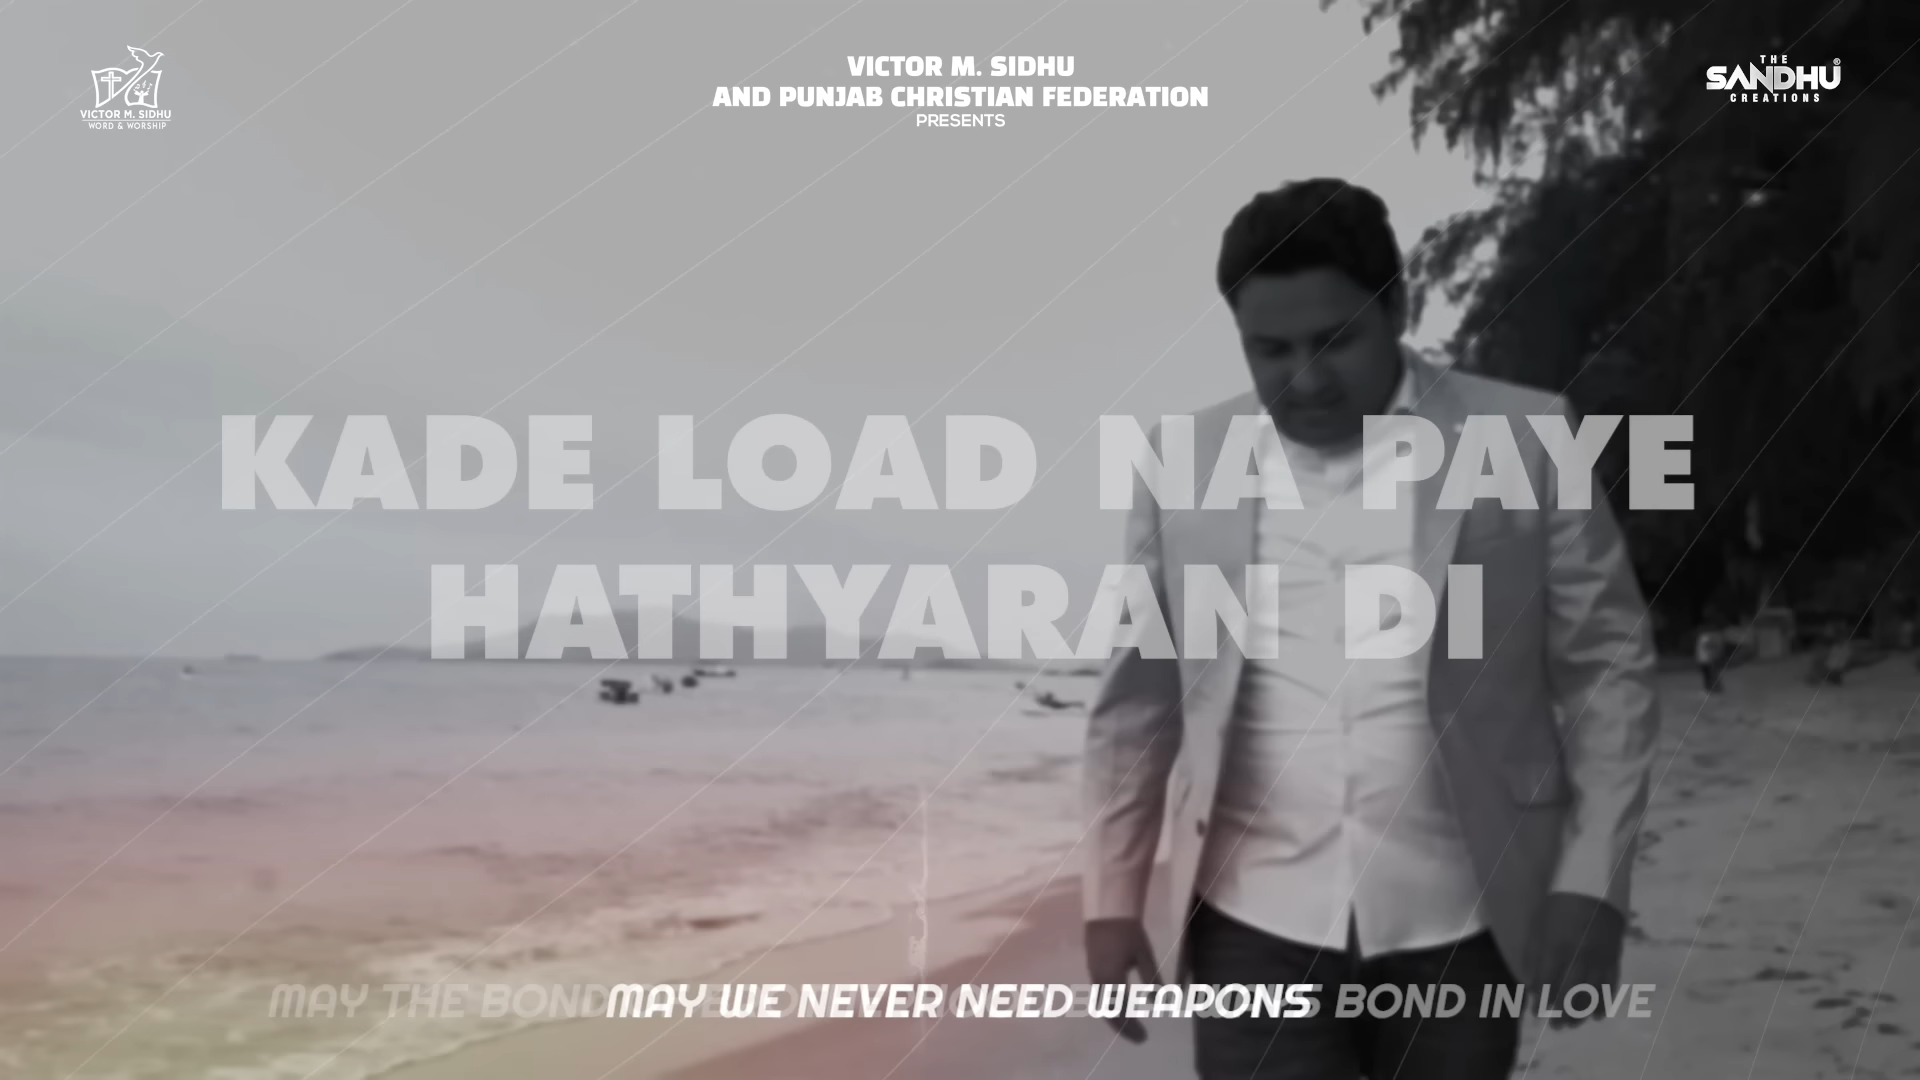 VICTOR M. SIDHU
WORD & WORSHIP
VICTOR M. SIDHU
AND PUNJAB CHRISTIAN FEDERATION
PRESENTS
THE
SANDHU®
CREATIONS
KADE LOAD NA PAYE
HATHYARAN DI
MAY WE NEVER NEED WEAPONS
MAY THE BOND BOND IN LOVE